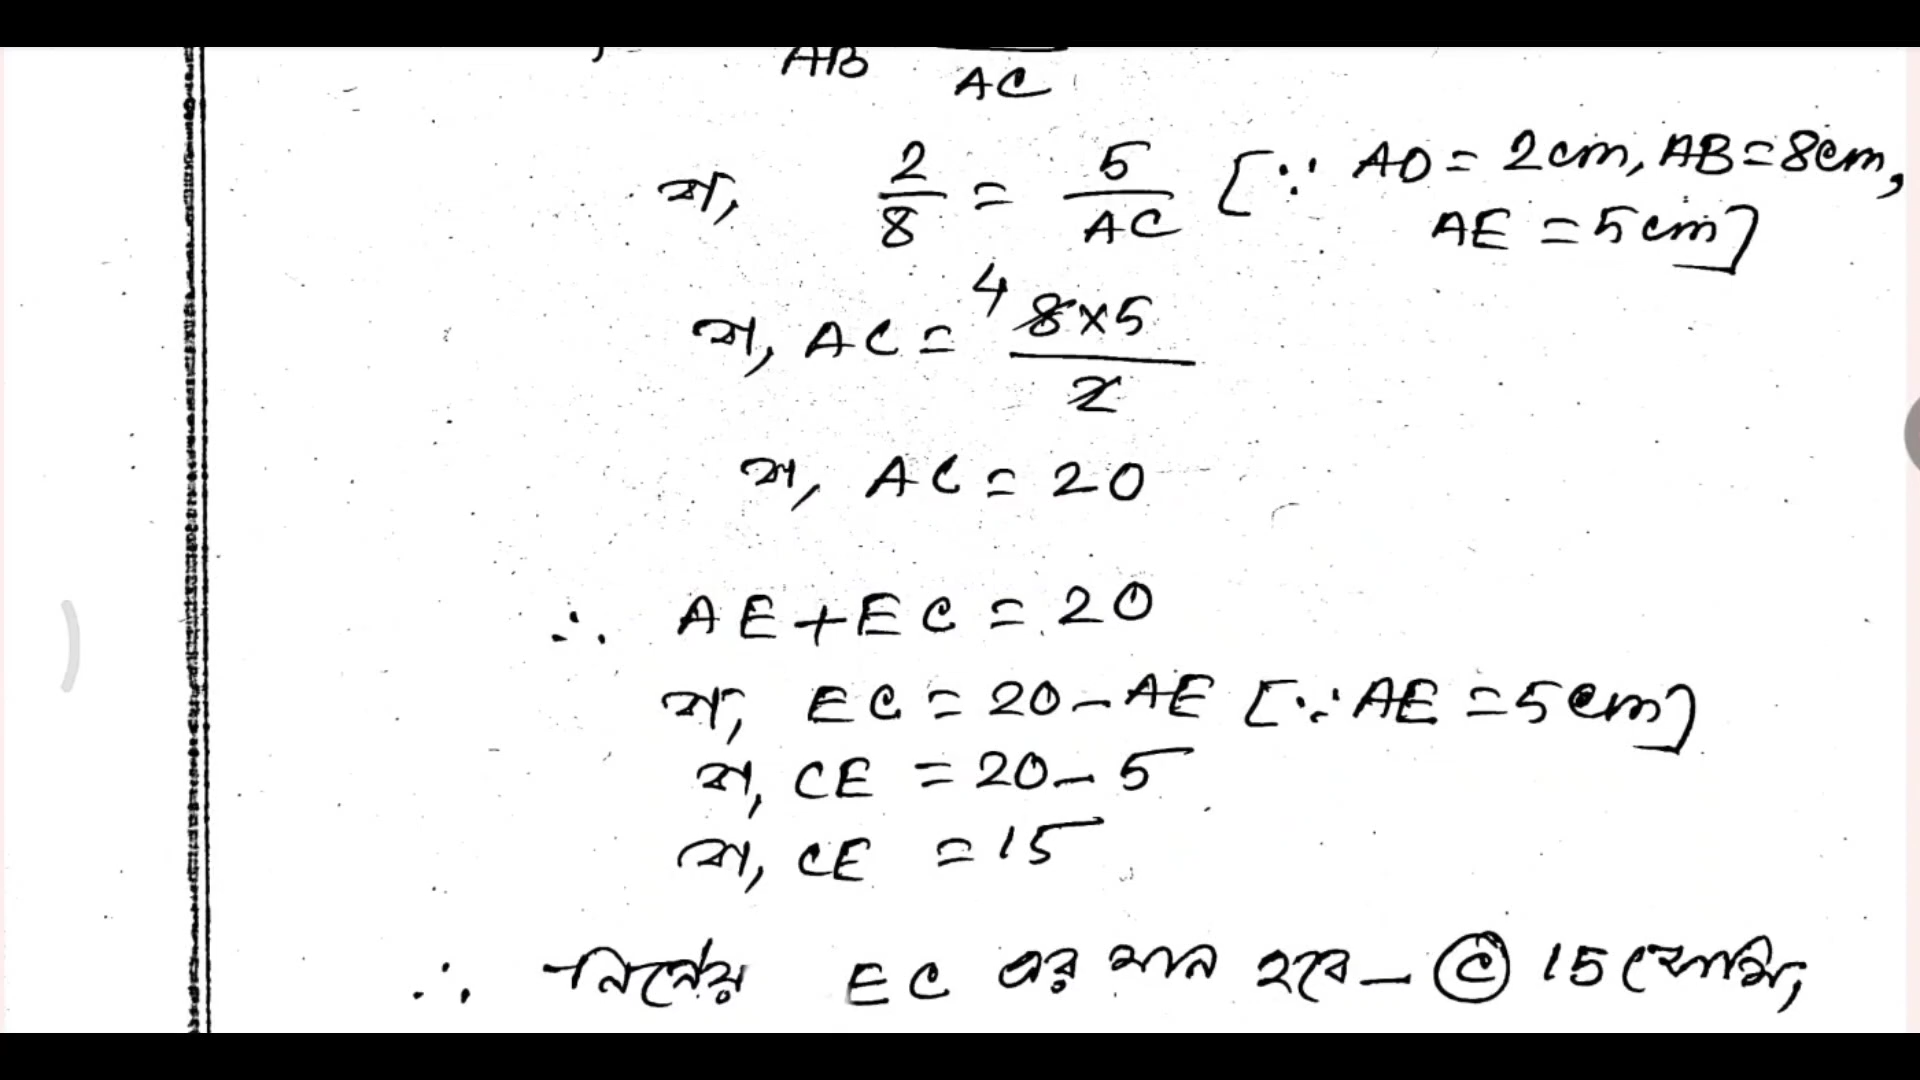 AB AC
বা, 2/8 = 5/AC [∵ AD = 2cm, AB = 8cm,
AE = 5cm]
বা, AC = 4 8×5/2
বা, AC = 20
∴ AE + EC = 20
বা, EC = 20 - AE [∵ AE = 5cm]
বা, CE = 20 - 5
বা, CE = 15
∴ নির্ণেয় EC এর মান হবে - Ⓒ 15 সেমি,